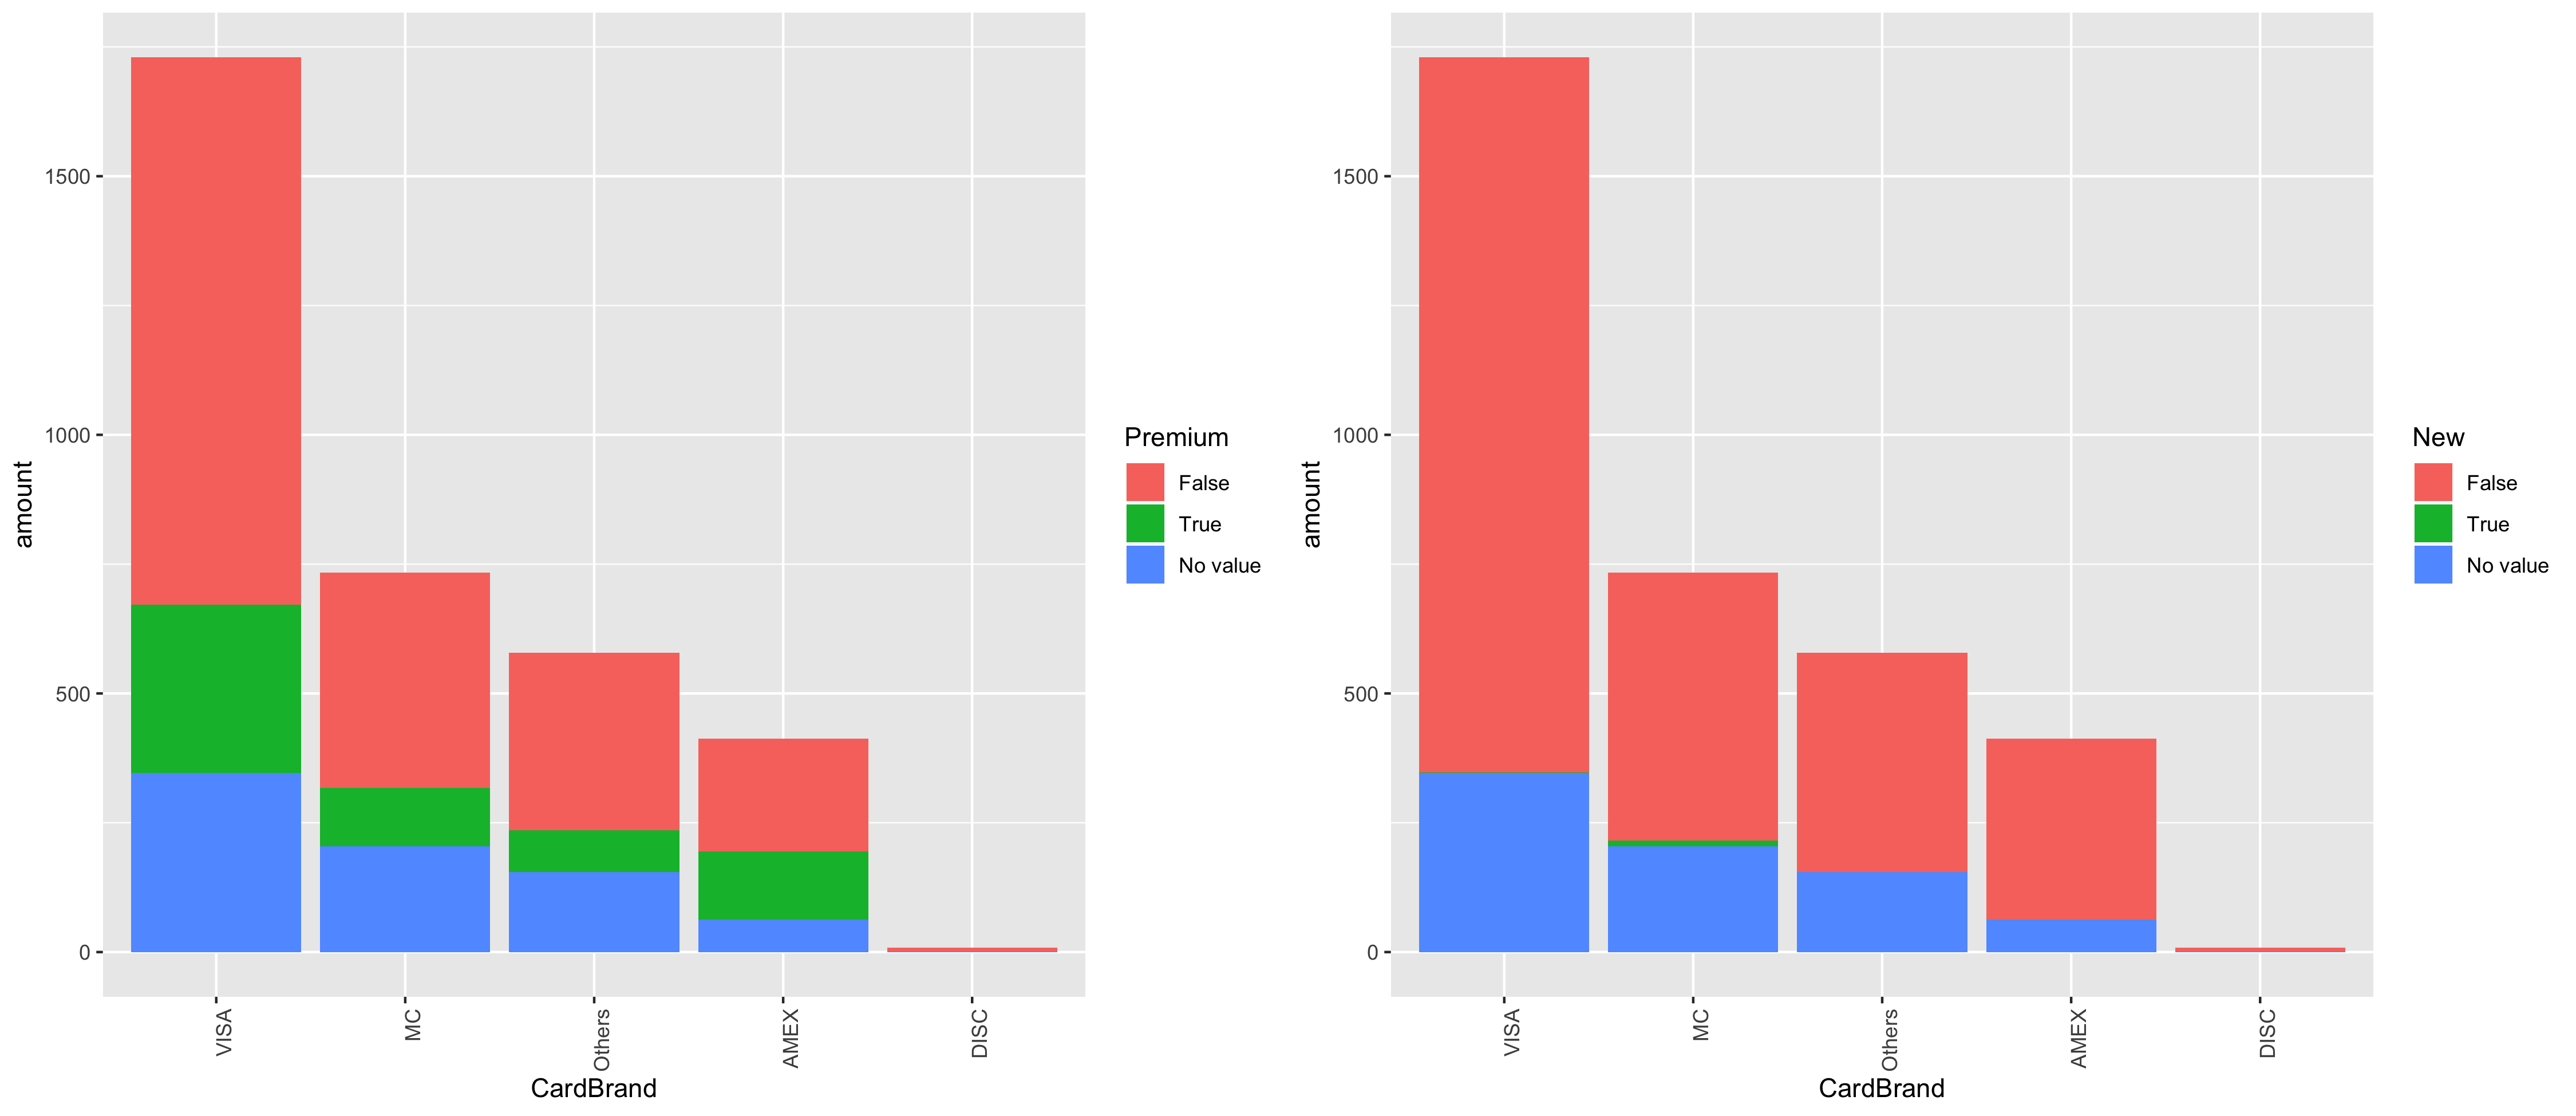 1500
1000
500
0
amount
VISA
MC
Others
AMEX
DISC
CardBrand
Premium
False
True
No value
1500
1000
500
0
amount
VISA
MC
Others
AMEX
DISC
CardBrand
New
False
True
No value